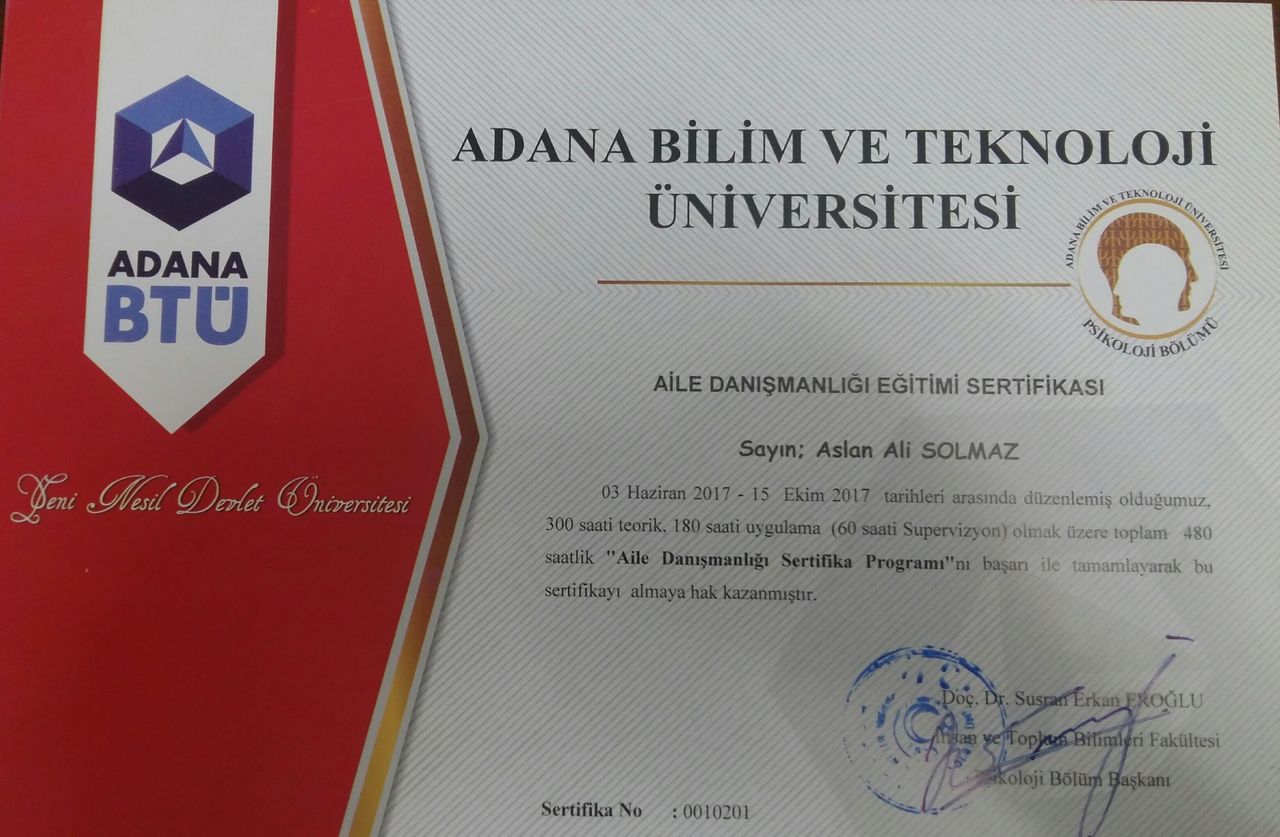 ADANA
BTÜ
Yeni Nesil Devlet Üniversitesi
ADANA BİLİM VE TEKNOLOJİ
ÜNİVERSİTESİ
ADANA BİLİM VE TEKNOLOJİ ÜNİVERSİTESİ
PSİKOLOJİ BÖLÜMÜ
AİLE DANIŞMANLIĞI EĞİTİMİ SERTİFİKASI
Sayın; Aslan Ali SOLMAZ
03 Haziran 2017 - 15 Ekim 2017 tarihleri arasında düzenlemiş olduğumuz,
300 saati teorik, 180 saati uygulama (60 saati Supervizyon) olmak üzere toplam 480
saatlik "Aile Danışmanlığı Sertifika Programı"nı başarı ile tamamlayarak bu
sertifikayı almaya hak kazanmıştır.
Doç. Dr. Susran Erkan EROĞLU
İnsan ve Toplum Bilimleri Fakültesi
Psikoloji Bölüm Başkanı
Sertifika No : 0010201